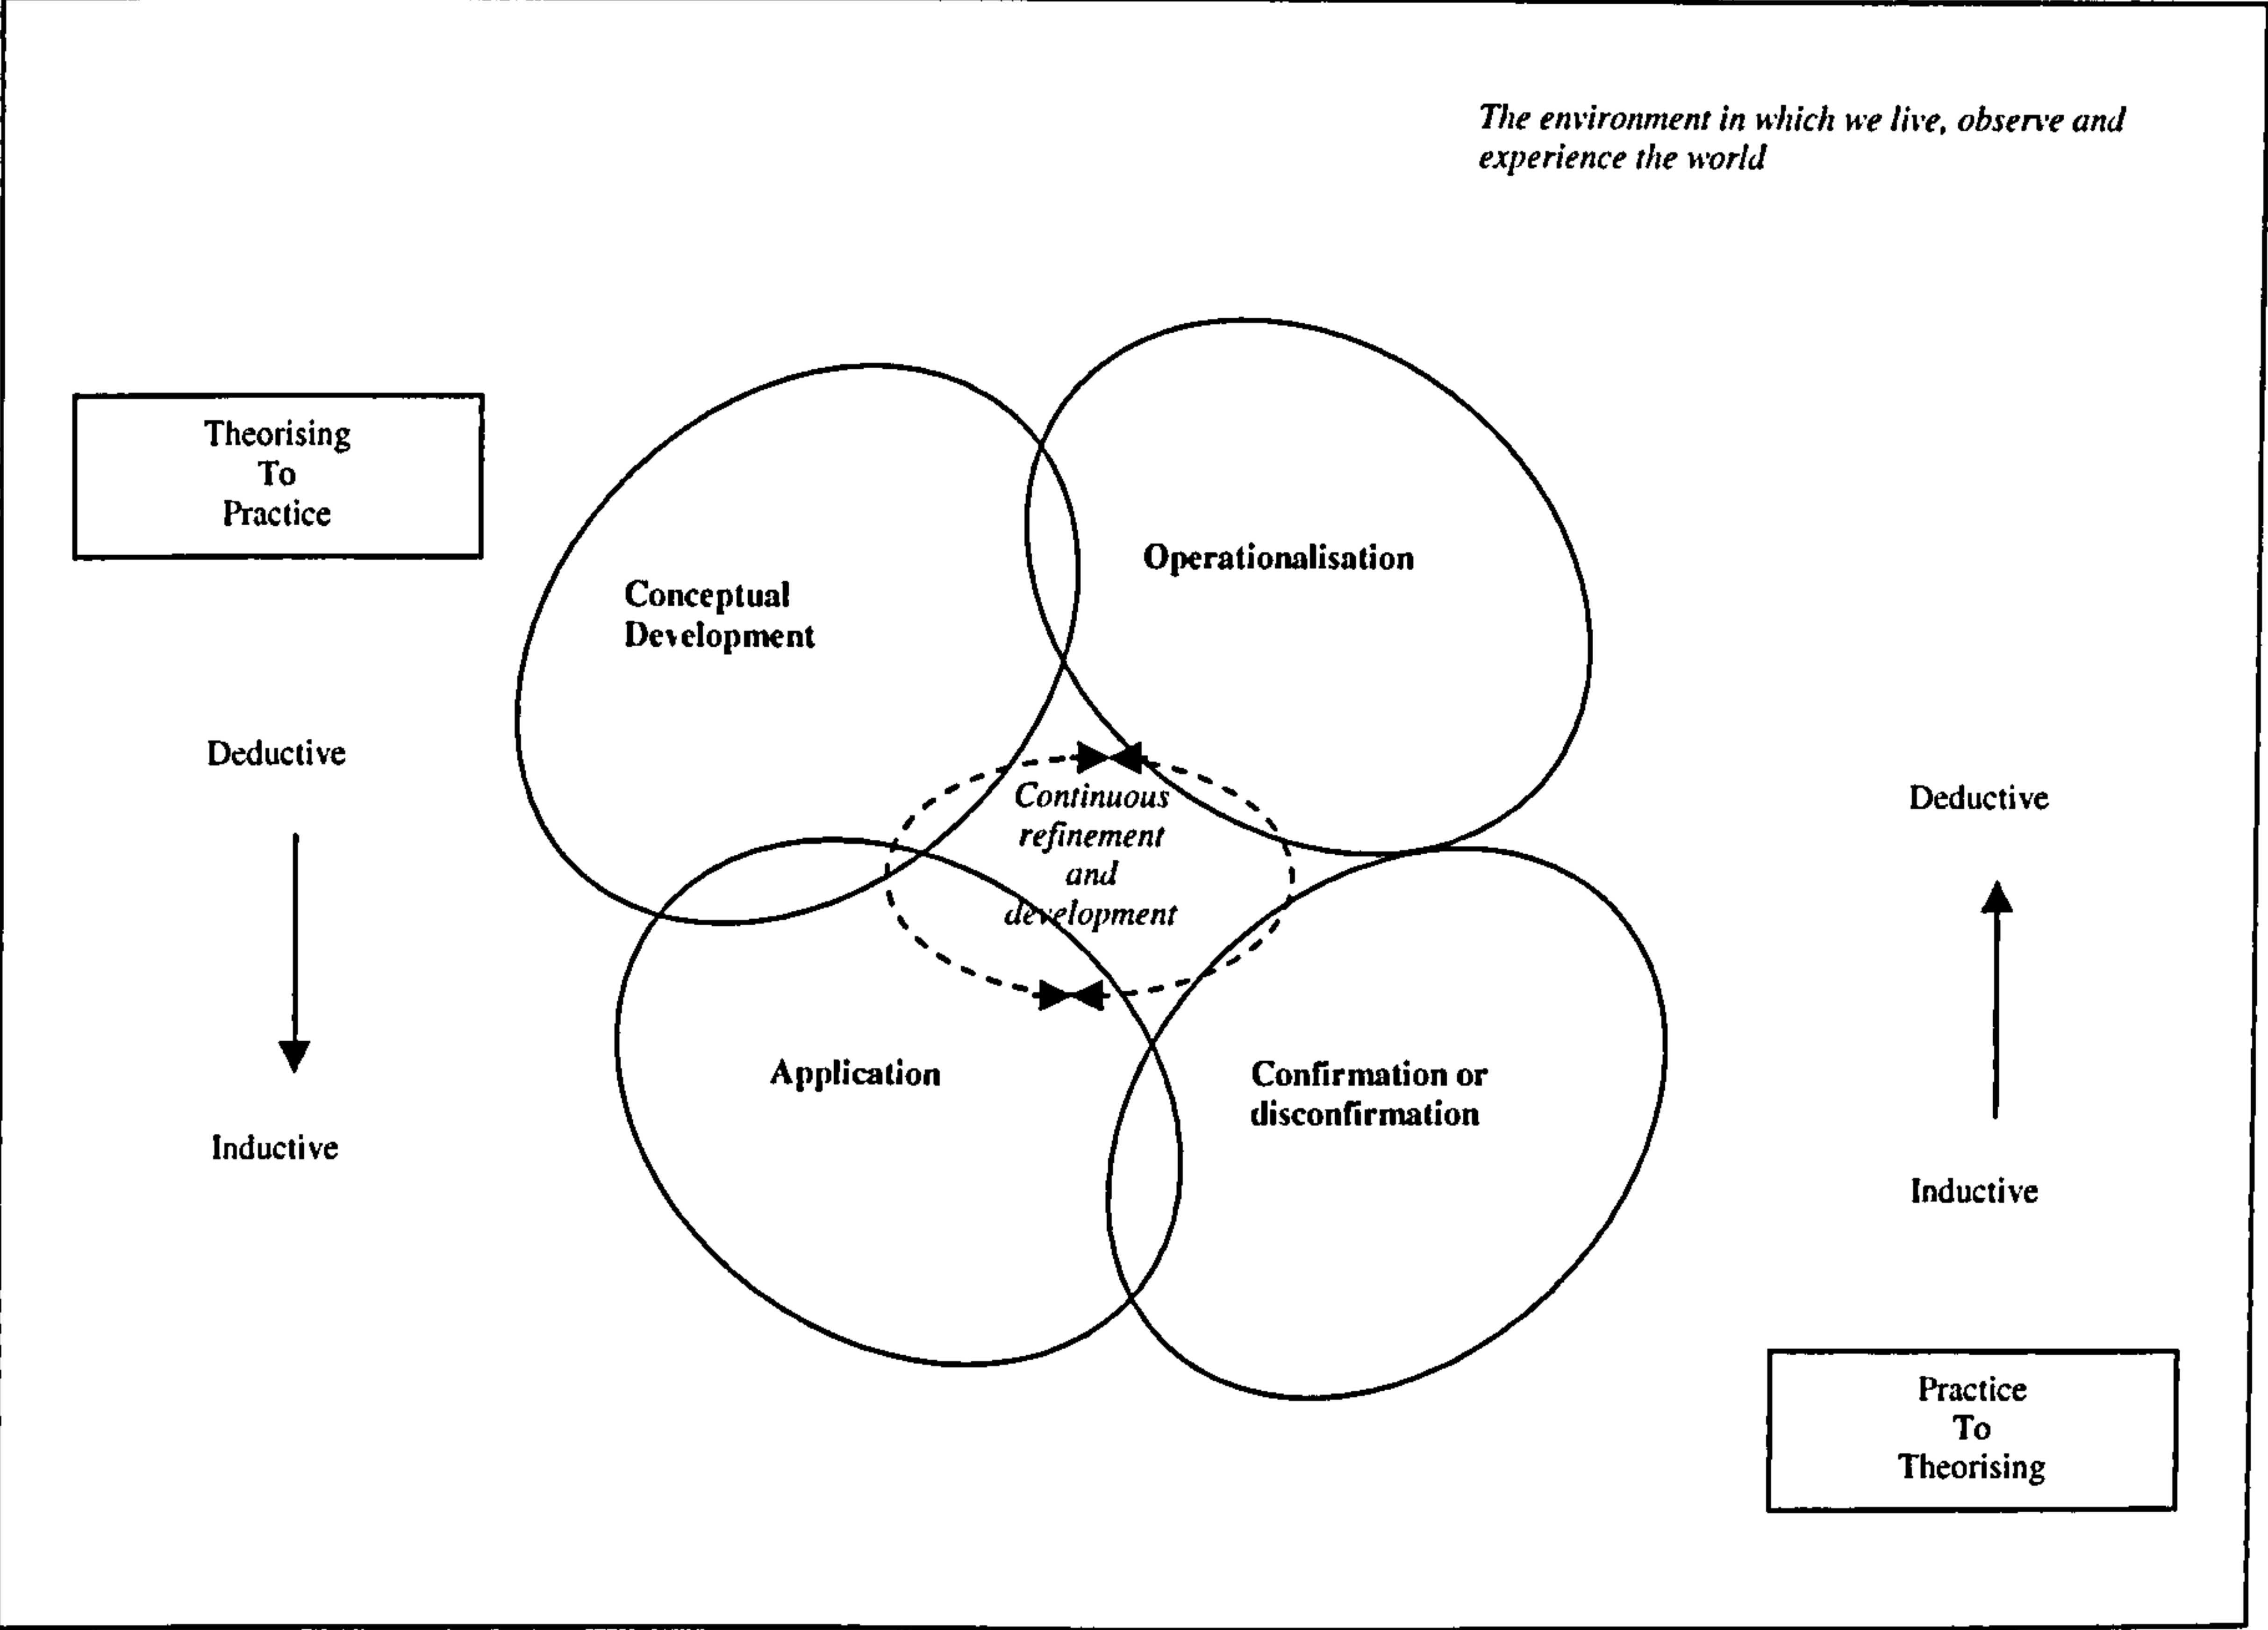 The environment in which we live, observe and
experience the world
Theorising
To
Practice
Operationalisation
Conceptual
Development
Deductive
Continuous
refinement
and
development
Deductive
Application
Confirmation or
disconfirmation
Inductive
Inductive
Practice
To
Theorising